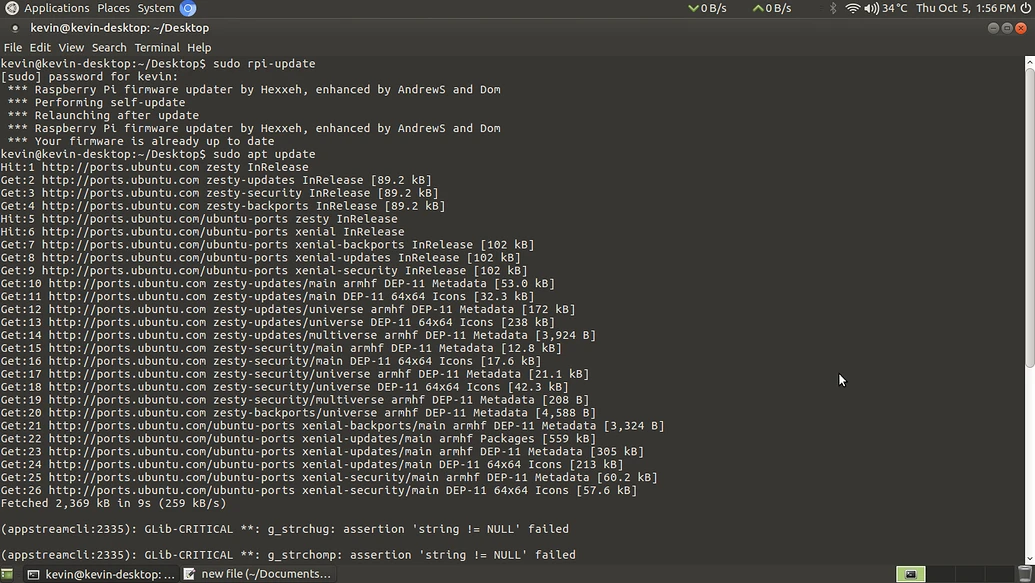 Applications Places System 0 B/s 0 B/s 34°C Thu Oct 5, 1:56 PM
kevin@kevin-desktop: ~/Desktop
File Edit View Search Terminal Help
kevin@kevin-desktop:~/Desktop$ sudo rpi-update
[sudo] password for kevin:
 *** Raspberry Pi firmware updater by Hexxeh, enhanced by AndrewS and Dom
 *** Performing self-update
 *** Relaunching after update
 *** Raspberry Pi firmware updater by Hexxeh, enhanced by AndrewS and Dom
 *** Your firmware is already up to date
kevin@kevin-desktop:~/Desktop$ sudo apt update
Hit:1 http://ports.ubuntu.com zesty InRelease
Get:2 http://ports.ubuntu.com zesty-updates InRelease [89.2 kB]
Get:3 http://ports.ubuntu.com zesty-security InRelease [89.2 kB]
Get:4 http://ports.ubuntu.com zesty-backports InRelease [89.2 kB]
Hit:5 http://ports.ubuntu.com/ubuntu-ports zesty InRelease
Hit:6 http://ports.ubuntu.com/ubuntu-ports xenial InRelease
Get:7 http://ports.ubuntu.com/ubuntu-ports xenial-backports InRelease [102 kB]
Get:8 http://ports.ubuntu.com/ubuntu-ports xenial-updates InRelease [102 kB]
Get:9 http://ports.ubuntu.com/ubuntu-ports xenial-security InRelease [102 kB]
Get:10 http://ports.ubuntu.com zesty-updates/main armhf DEP-11 Metadata [53.0 kB]
Get:11 http://ports.ubuntu.com zesty-updates/main DEP-11 64x64 Icons [32.3 kB]
Get:12 http://ports.ubuntu.com zesty-updates/universe armhf DEP-11 Metadata [172 kB]
Get:13 http://ports.ubuntu.com zesty-updates/universe DEP-11 64x64 Icons [238 kB]
Get:14 http://ports.ubuntu.com zesty-updates/multiverse armhf DEP-11 Metadata [3,924 B]
Get:15 http://ports.ubuntu.com zesty-security/main armhf DEP-11 Metadata [12.8 kB]
Get:16 http://ports.ubuntu.com zesty-security/main DEP-11 64x64 Icons [17.6 kB]
Get:17 http://ports.ubuntu.com zesty-security/universe armhf DEP-11 Metadata [21.1 kB]
Get:18 http://ports.ubuntu.com zesty-security/universe DEP-11 64x64 Icons [42.3 kB]
Get:19 http://ports.ubuntu.com zesty-security/multiverse armhf DEP-11 Metadata [208 B]
Get:20 http://ports.ubuntu.com zesty-backports/universe armhf DEP-11 Metadata [4,588 B]
Get:21 http://ports.ubuntu.com/ubuntu-ports xenial-backports/main armhf DEP-11 Metadata [3,324 B]
Get:22 http://ports.ubuntu.com/ubuntu-ports xenial-updates/main armhf Packages [559 kB]
Get:23 http://ports.ubuntu.com/ubuntu-ports xenial-updates/main armhf DEP-11 Metadata [305 kB]
Get:24 http://ports.ubuntu.com/ubuntu-ports xenial-updates/main DEP-11 64x64 Icons [213 kB]
Get:25 http://ports.ubuntu.com/ubuntu-ports xenial-security/main armhf DEP-11 Metadata [60.2 kB]
Get:26 http://ports.ubuntu.com/ubuntu-ports xenial-security/main DEP-11 64x64 Icons [57.6 kB]
Fetched 2,369 kB in 9s (259 kB/s)
(appstreamcli:2335): GLib-CRITICAL **: g_strchug: assertion 'string != NULL' failed
(appstreamcli:2335): GLib-CRITICAL **: g_strchomp: assertion 'string != NULL' failed
kevin@kevin-desktop: ... new file (~/Documents...